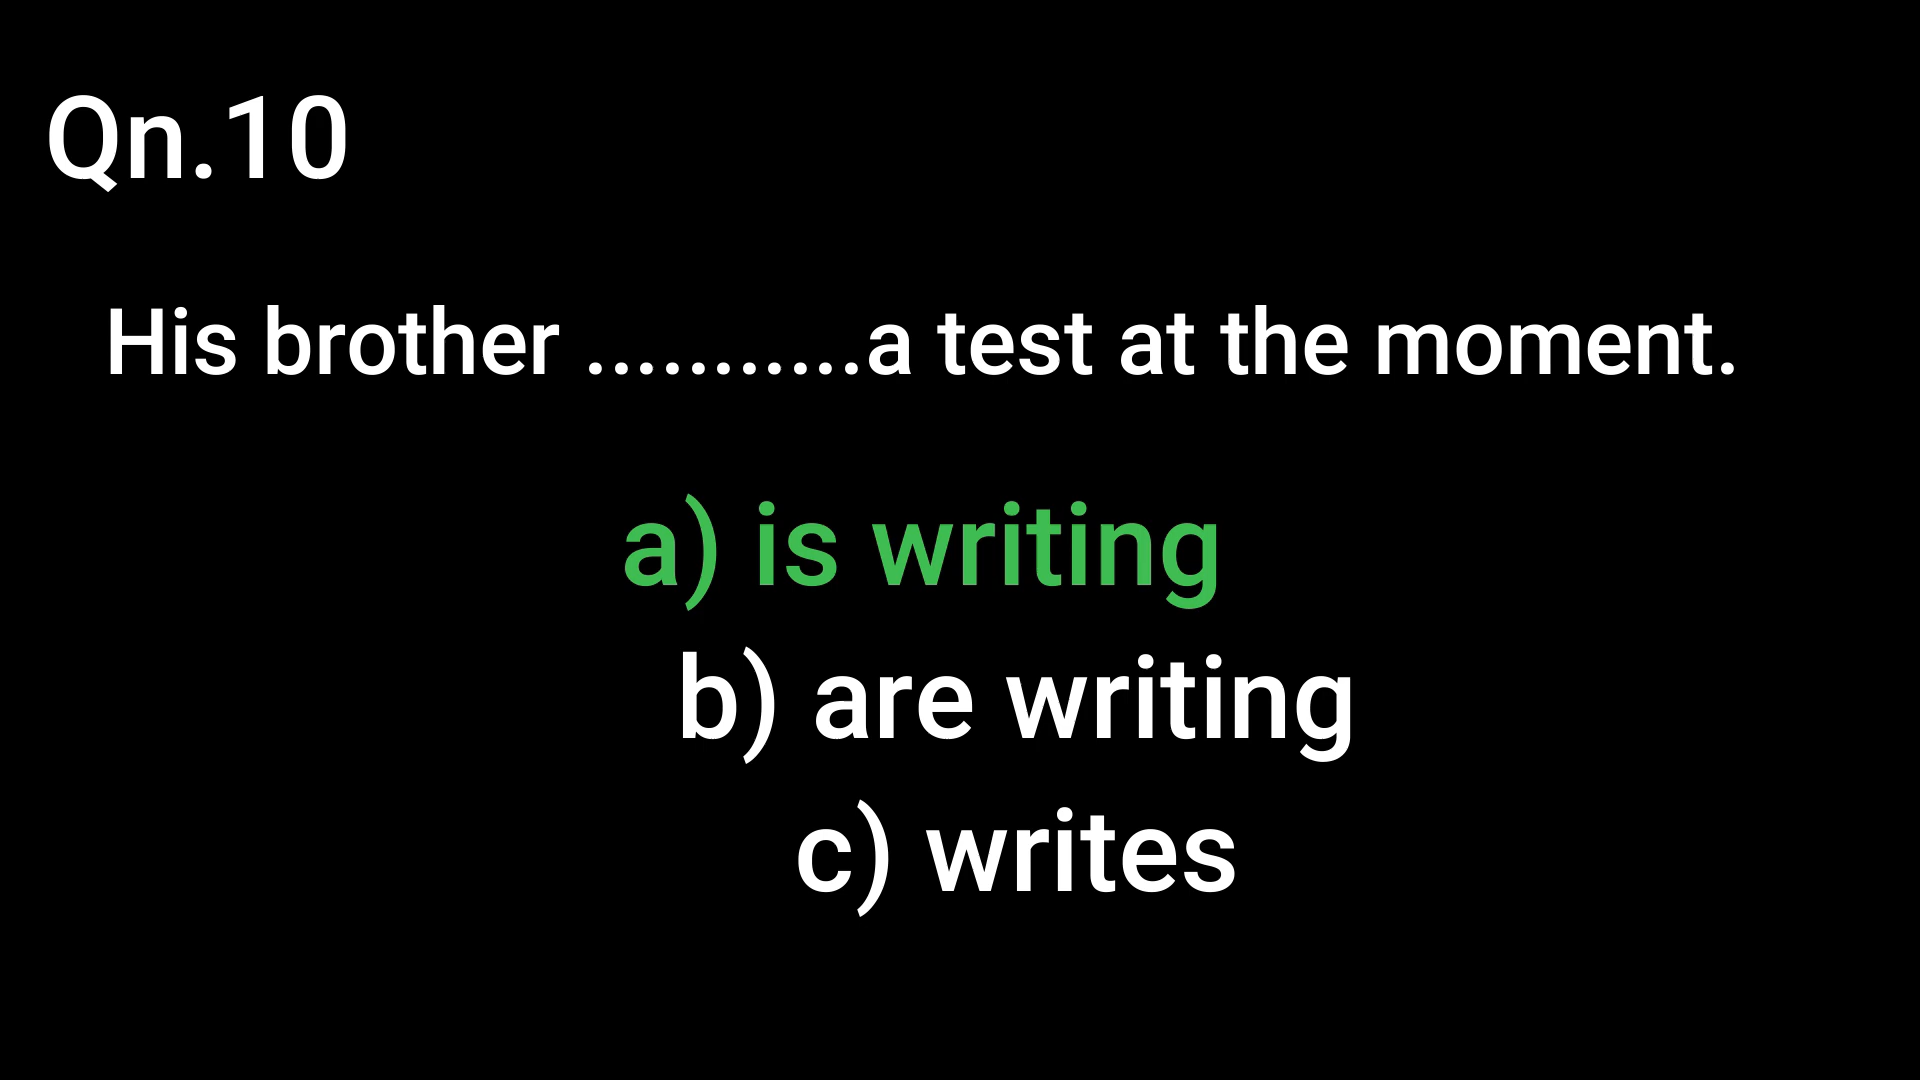 Qn.10
His brother ...........a test at the moment.
a) is writing
b) are writing
c) writes